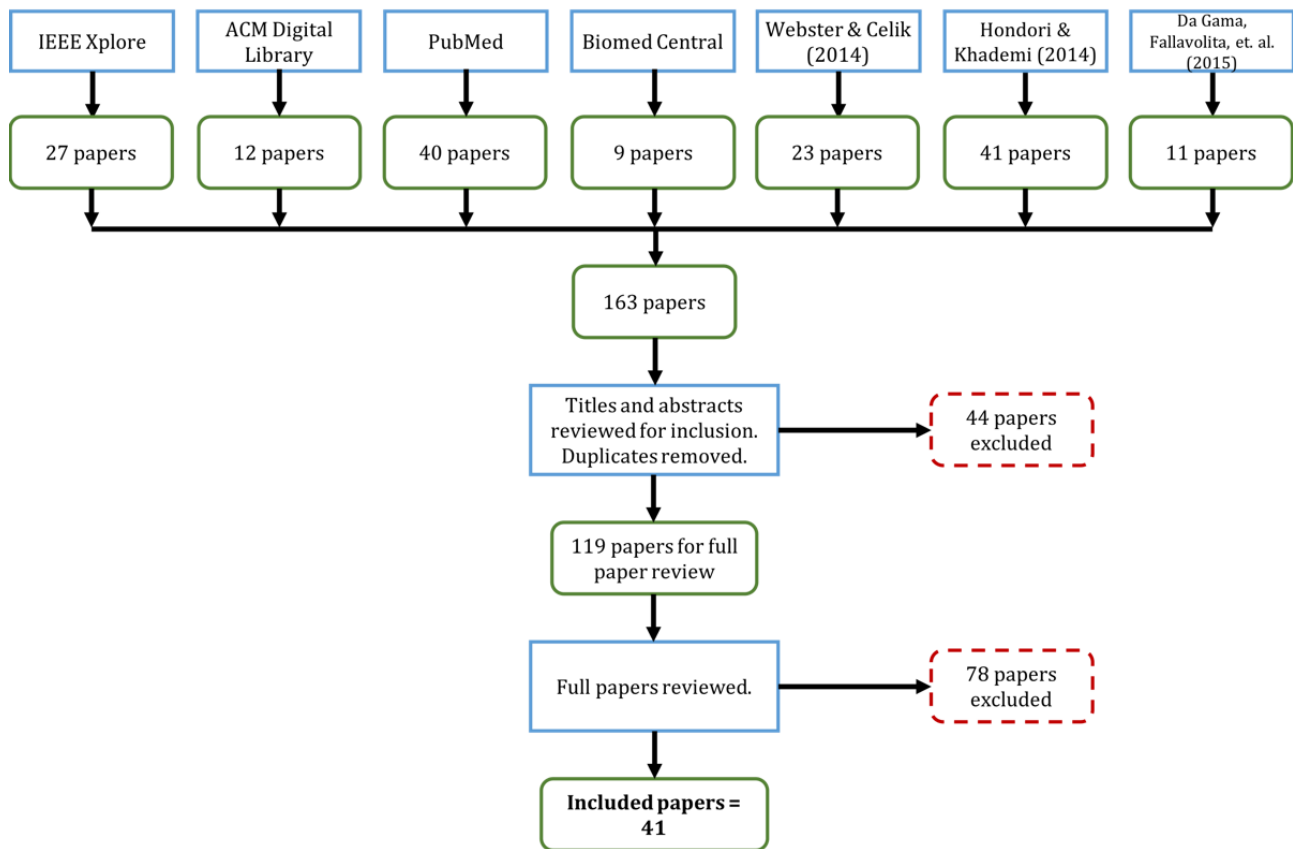 IEEE Xplore
ACM Digital
Library
PubMed
Biomed Central
Webster & Celik
(2014)
Hondori &
Khademi (2014)
Da Gama,
Fallavolita, et. al.
(2015)
27 papers
12 papers
40 papers
9 papers
23 papers
41 papers
11 papers
163 papers
Titles and abstracts
reviewed for inclusion.
Duplicates removed.
44 papers
excluded
119 papers for full
paper review
Full papers reviewed.
78 papers
excluded
Included papers =
41